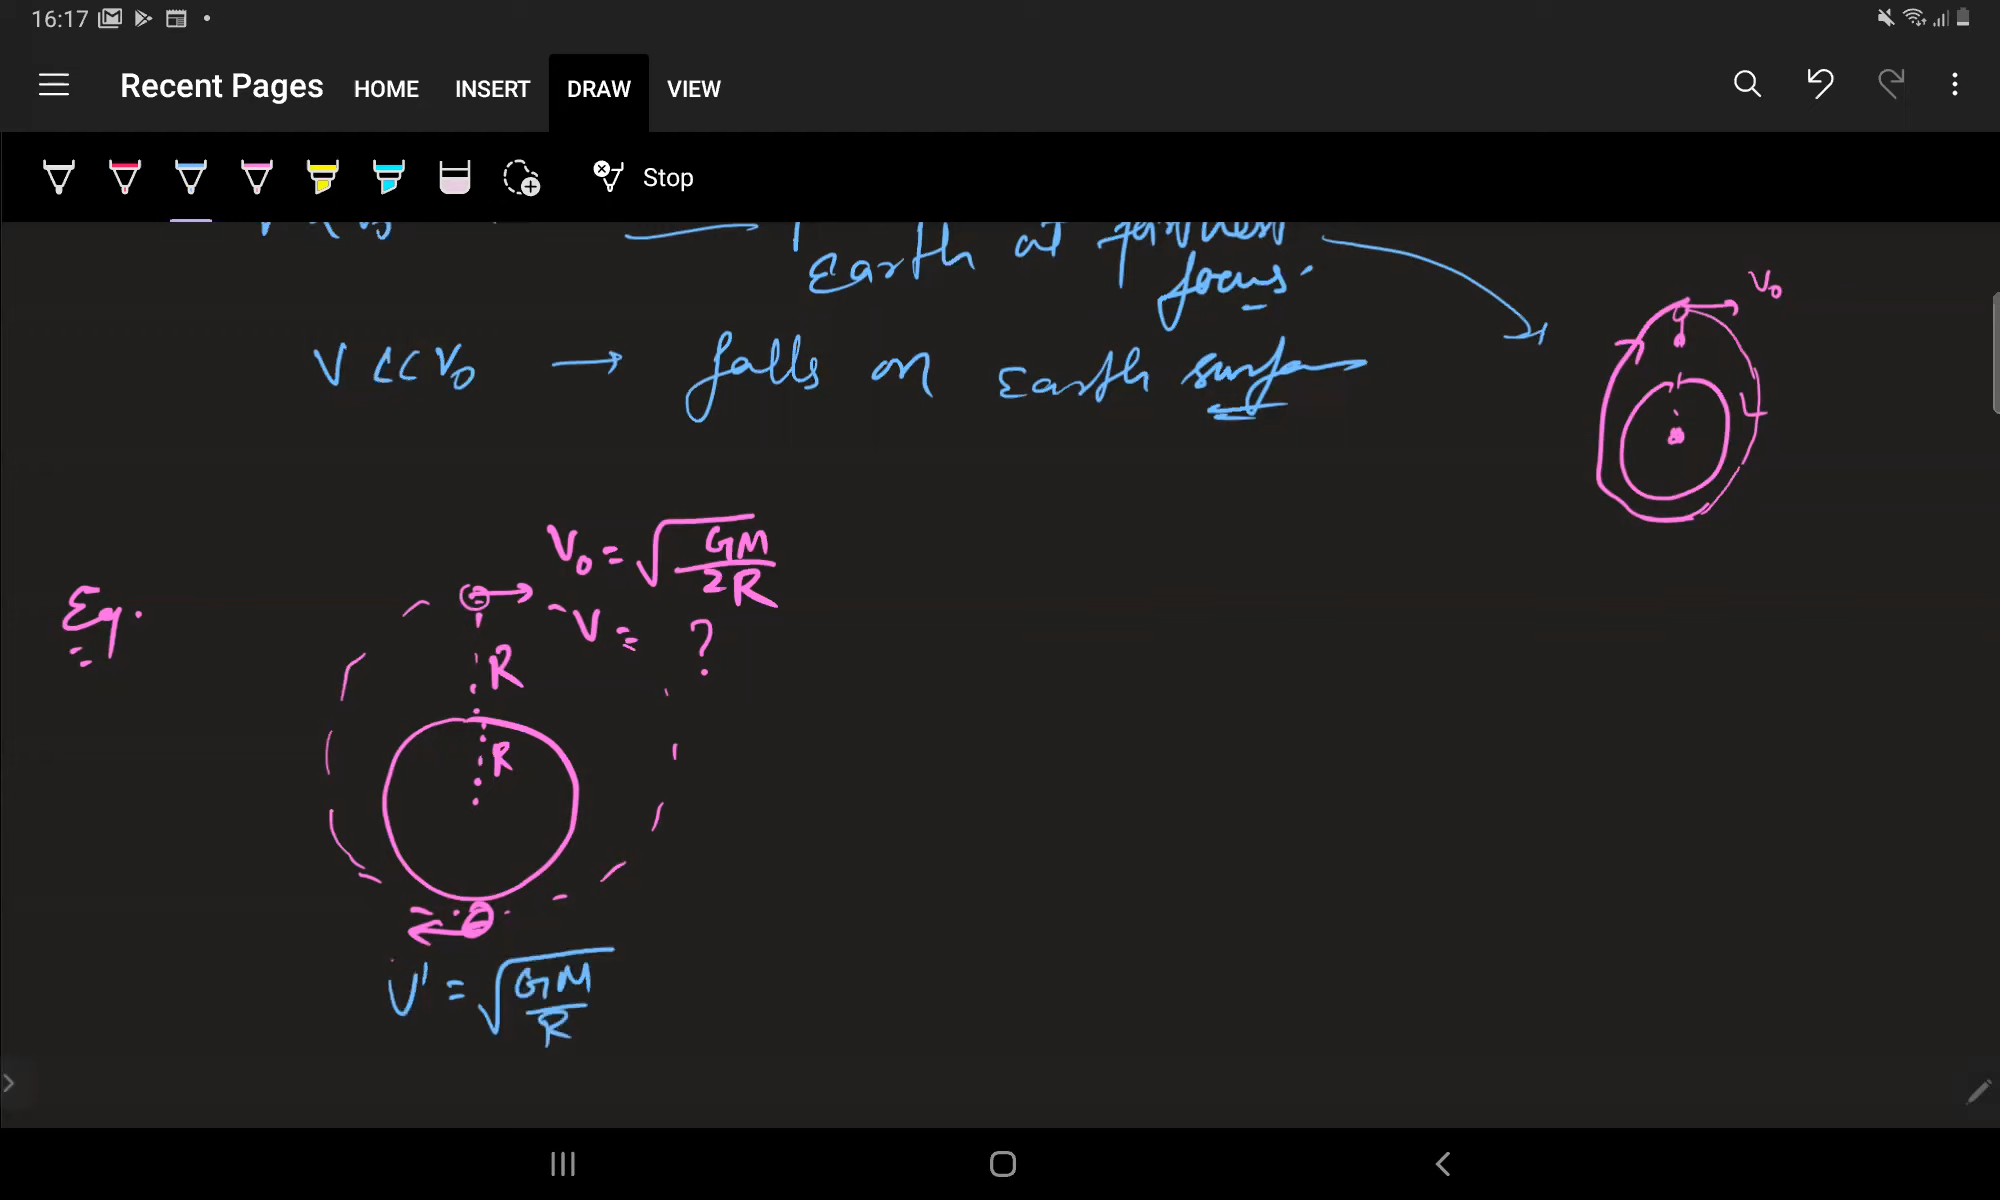 16:17
Recent Pages HOME INSERT DRAW VIEW
Stop
Earth at farthest
focus.
V << V₀ → falls on Earth surface
V₀
Eg.
V₀ = √GM/2R
V = ?
R
R
V' = √GM/R